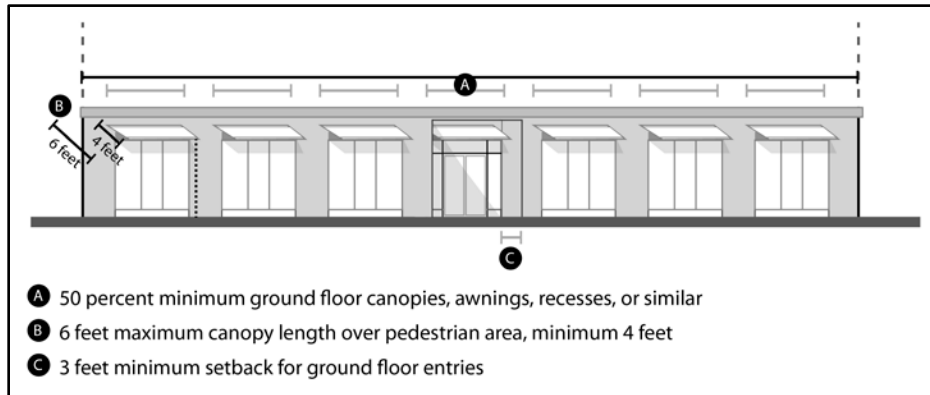 A
B
6 feet
4 feet
C
A 50 percent minimum ground floor canopies, awnings, recesses, or similar
B 6 feet maximum canopy length over pedestrian area, minimum 4 feet
C 3 feet minimum setback for ground floor entries